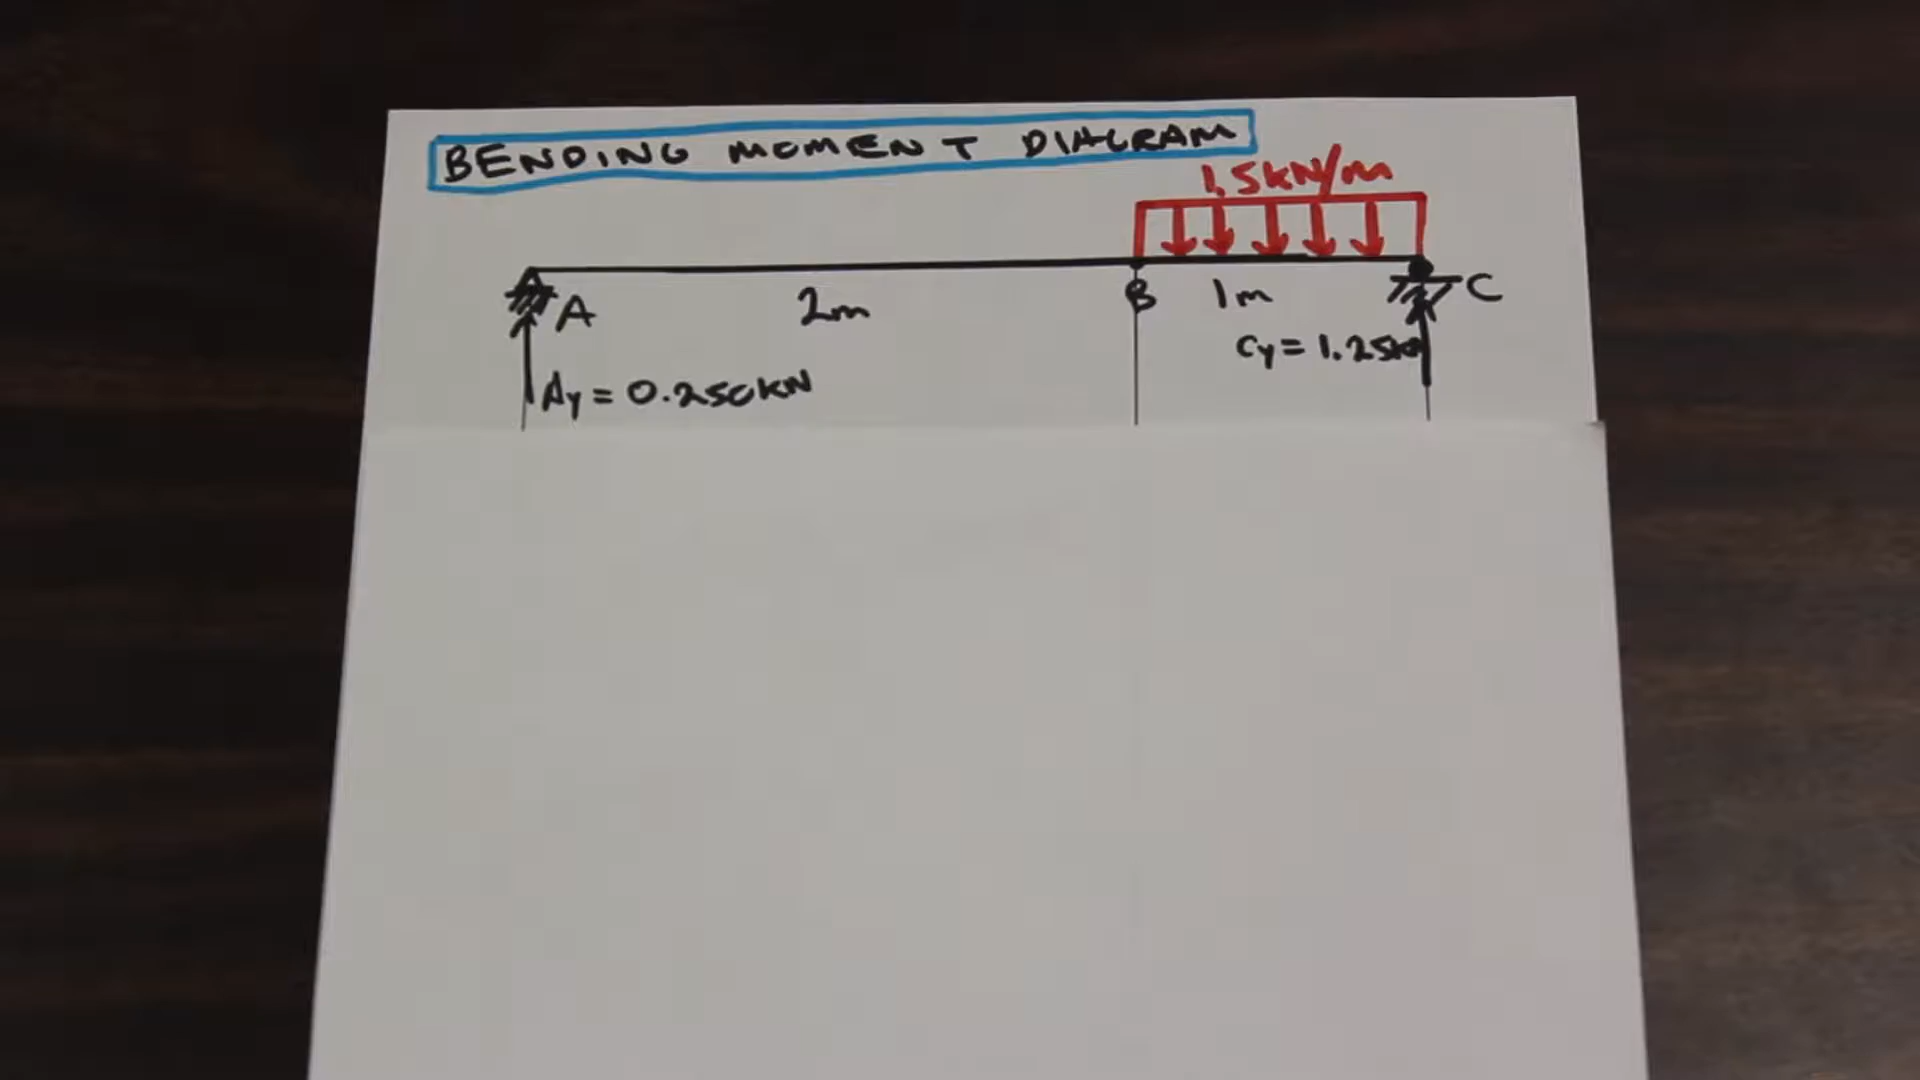 BENDING MOMENT DIAGRAM
1.5kN/m
A
2m
B
1m
C
Cy = 1.25kN
Ay = 0.250kN